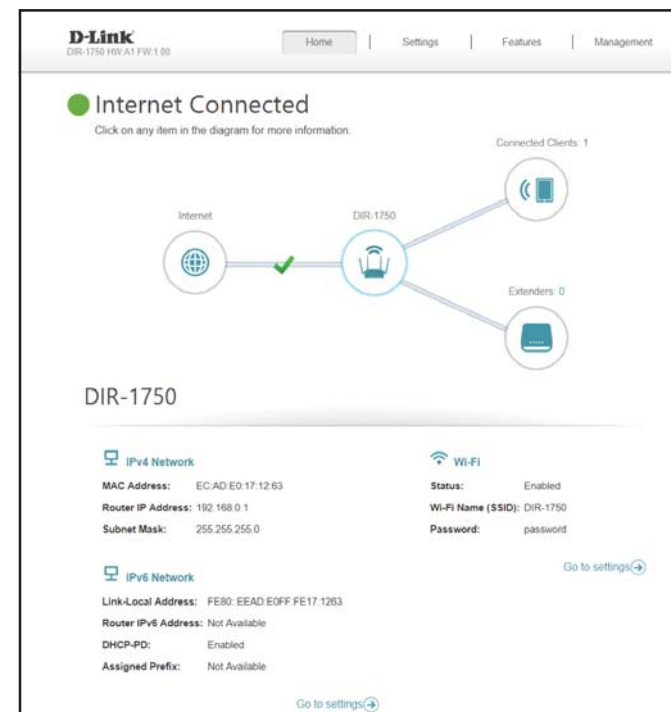 D-Link
DIR-1750 HW:A1 FW:1.00
Home | Settings | Features | Management
Internet Connected
Click on any item in the diagram for more information.
Connected Clients: 1
Internet
DIR-1750
Extenders: 0
DIR-1750
IPv4 Network
MAC Address: EC:AD:E0:17:12:63
Router IP Address: 192.168.0.1
Subnet Mask: 255.255.255.0
Wi-Fi
Status: Enabled
Wi-Fi Name (SSID): DIR-1750
Password: password
Go to settings
IPv6 Network
Link-Local Address: FE80::EEAD:E0FF:FE17:1263
Router IPv6 Address: Not Available
DHCP-PD: Enabled
Assigned Prefix: Not Available
Go to settings